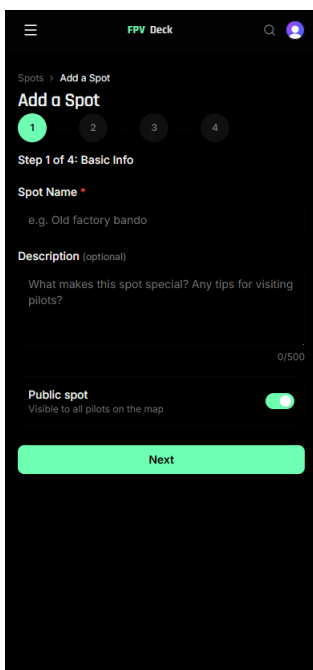 FPV Deck
Spots > Add a Spot
Add a Spot
1 2 3 4
Step 1 of 4: Basic Info
Spot Name *
e.g. Old factory bando
Description (optional)
What makes this spot special? Any tips for visiting
pilots?
0/500
Public spot
Visible to all pilots on the map
Next